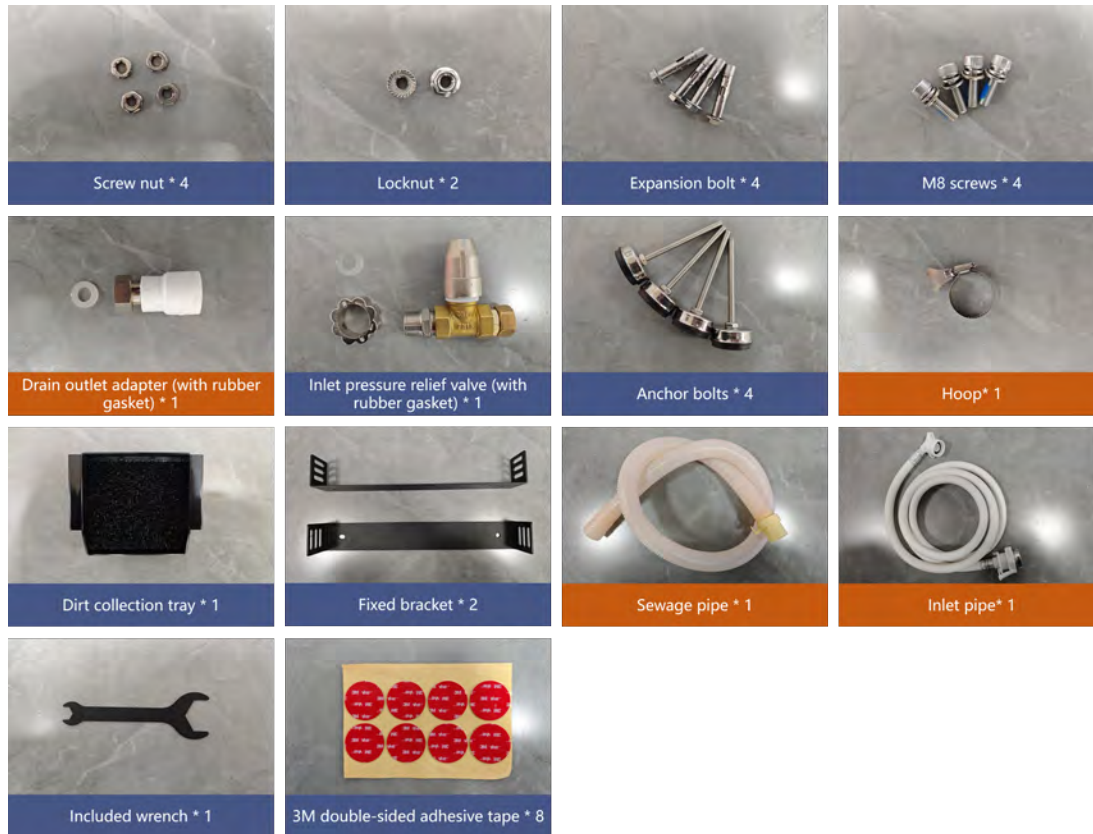 Screw nut * 4
Locknut * 2
Expansion bolt * 4
M8 screws * 4
Drain outlet adapter (with rubber
gasket) * 1
Inlet pressure relief valve (with
rubber gasket) * 1
Anchor bolts * 4
Hoop* 1
Dirt collection tray * 1
Fixed bracket * 2
Sewage pipe * 1
Inlet pipe* 1
Included wrench * 1
3M double-sided adhesive tape * 8